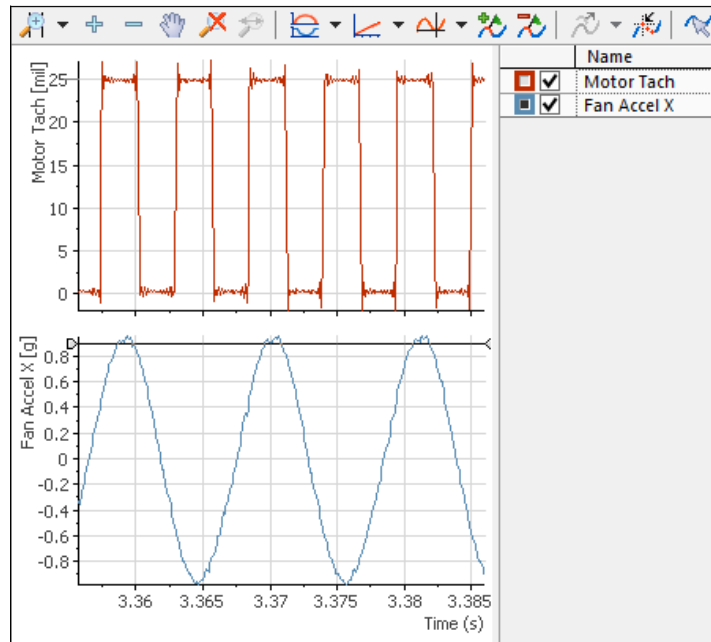 Name
Motor Tach
Fan Accel X
Motor Tach [mil]
25
20
15
10
5
0
Fan Accel X [g]
0.8
0.6
0.4
0.2
0
-0.2
-0.4
-0.6
-0.8
3.36 3.365 3.37 3.375 3.38 3.385
Time (s)